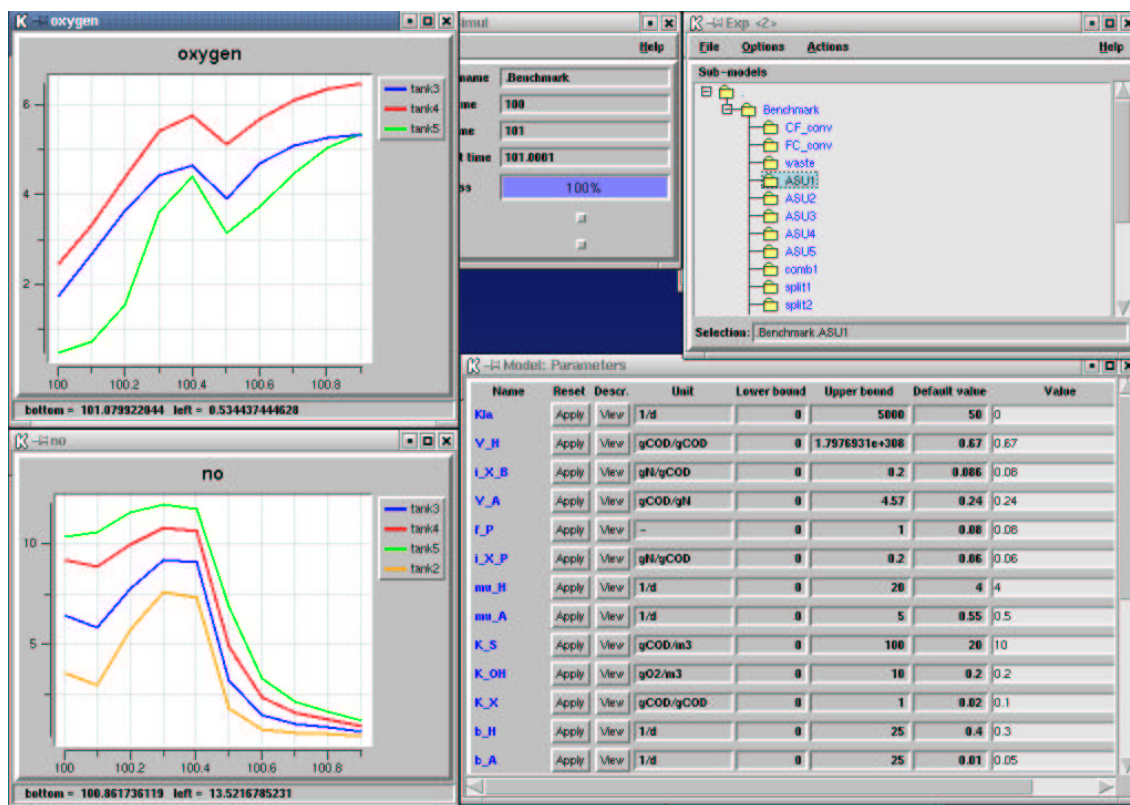 oxygen
oxygen
tank3
tank4
tank5
6
4
2
100 100.2 100.4 100.6 100.8
bottom = 101.079922044 left = 0.534437444628
imul
Help
name .Benchmark
me 100
me 101
t time 101.0001
ss 100%
Exp <2>
File Options Actions Help
Sub-models
.
Benchmark
CF_conv
FC_conv
waste
ASU1
ASU2
ASU3
ASU4
ASU5
comb1
split1
split2
Selection: .Benchmark.ASU1
no
no
tank3
tank4
tank5
tank2
10
5
100 100.2 100.4 100.6 100.8
bottom = 100.861736119 left = 13.5216785231
Model: Parameters
Name Reset Descr. Unit Lower bound Upper bound Default value Value
Kla Apply View 1/d 0 5000 50 0
Y_H Apply View gCOD/gCOD 0 1.7976931e+308 0.67 0.67
i_X_B Apply View gN/gCOD 0 0.2 0.086 0.08
Y_A Apply View gCOD/gN 0 4.57 0.24 0.24
f_P Apply View - 0 1 0.08 0.08
i_X_P Apply View gN/gCOD 0 0.2 0.06 0.06
mu_H Apply View 1/d 0 20 4 4
mu_A Apply View 1/d 0 5 0.55 0.5
K_S Apply View gCOD/m3 0 100 20 10
K_OH Apply View gO2/m3 0 10 0.2 0.2
K_X Apply View gCOD/gCOD 0 1 0.02 0.1
b_H Apply View 1/d 0 25 0.4 0.3
b_A Apply View 1/d 0 25 0.01 0.05